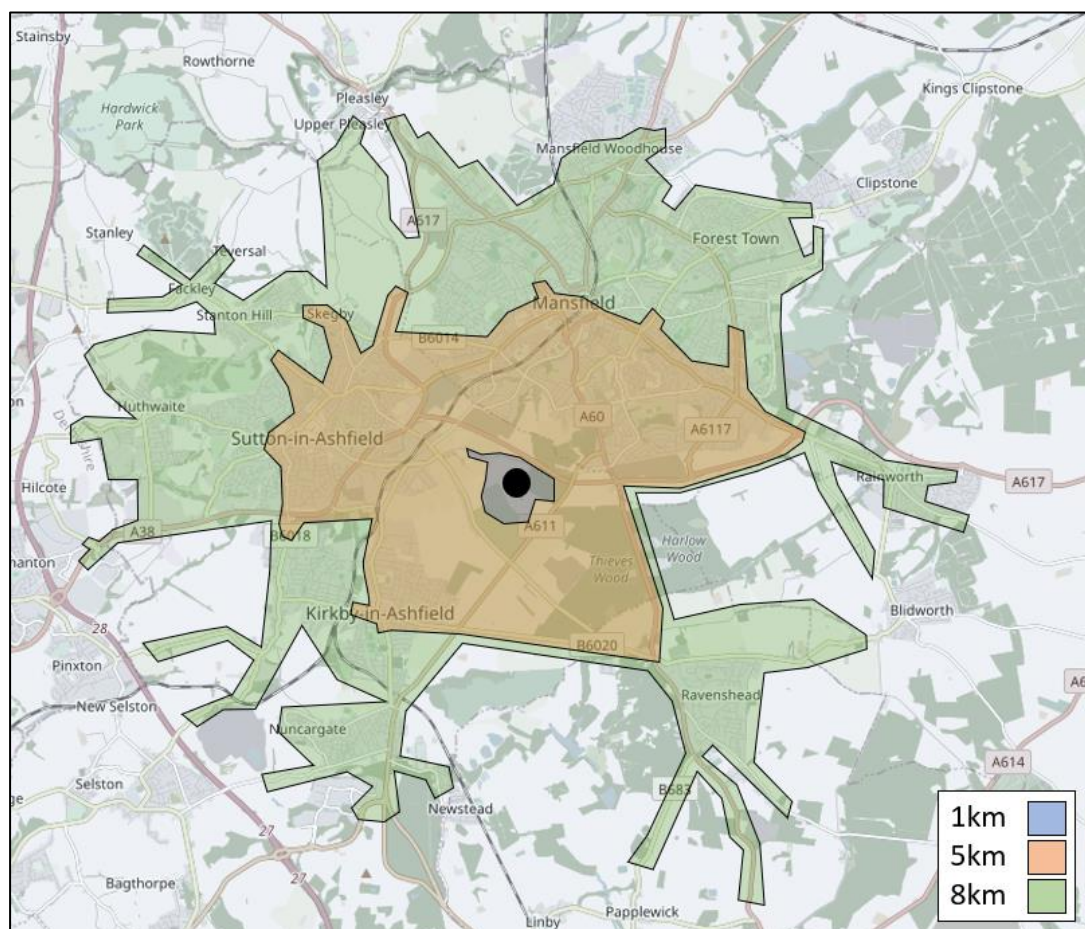 Stainsby
Rowthorne
Pleasley
Kings Clipstone
Hardwick
Park
Upper Pleasley
Mansfield Woodhouse
Clipstone
A617
Stanley
Teversal
Forest Town
Fackley
Stanton Hill
Skegby
Mansfield
B6014
Huthwaite
A60
A6117
Sutton-in-Ashfield
Hilcote
Rainworth
A617
A38
B6018
A611
Harlow
Wood
Thieves
Wood
28
Kirkby-in-Ashfield
Blidworth
B6020
Pinxton
Ravenshead
New Selston
Nuncargate
A614
Selston
B683
Newstead
27
27
Bagthorpe
Linby
Papplewick
1km
5km
8km